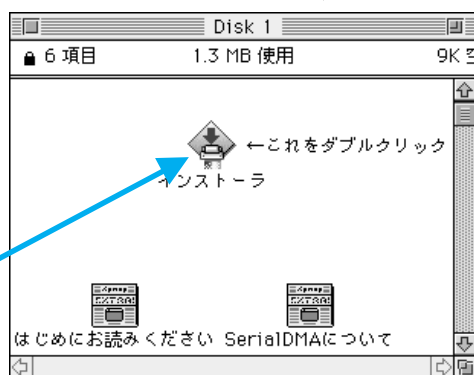 Disk 1
6 項目 1.3 MB 使用 9K
←これをダブルクリック
インストーラ
EXTRA! EXTRA!
はじめにお読みください SerialDMAについて